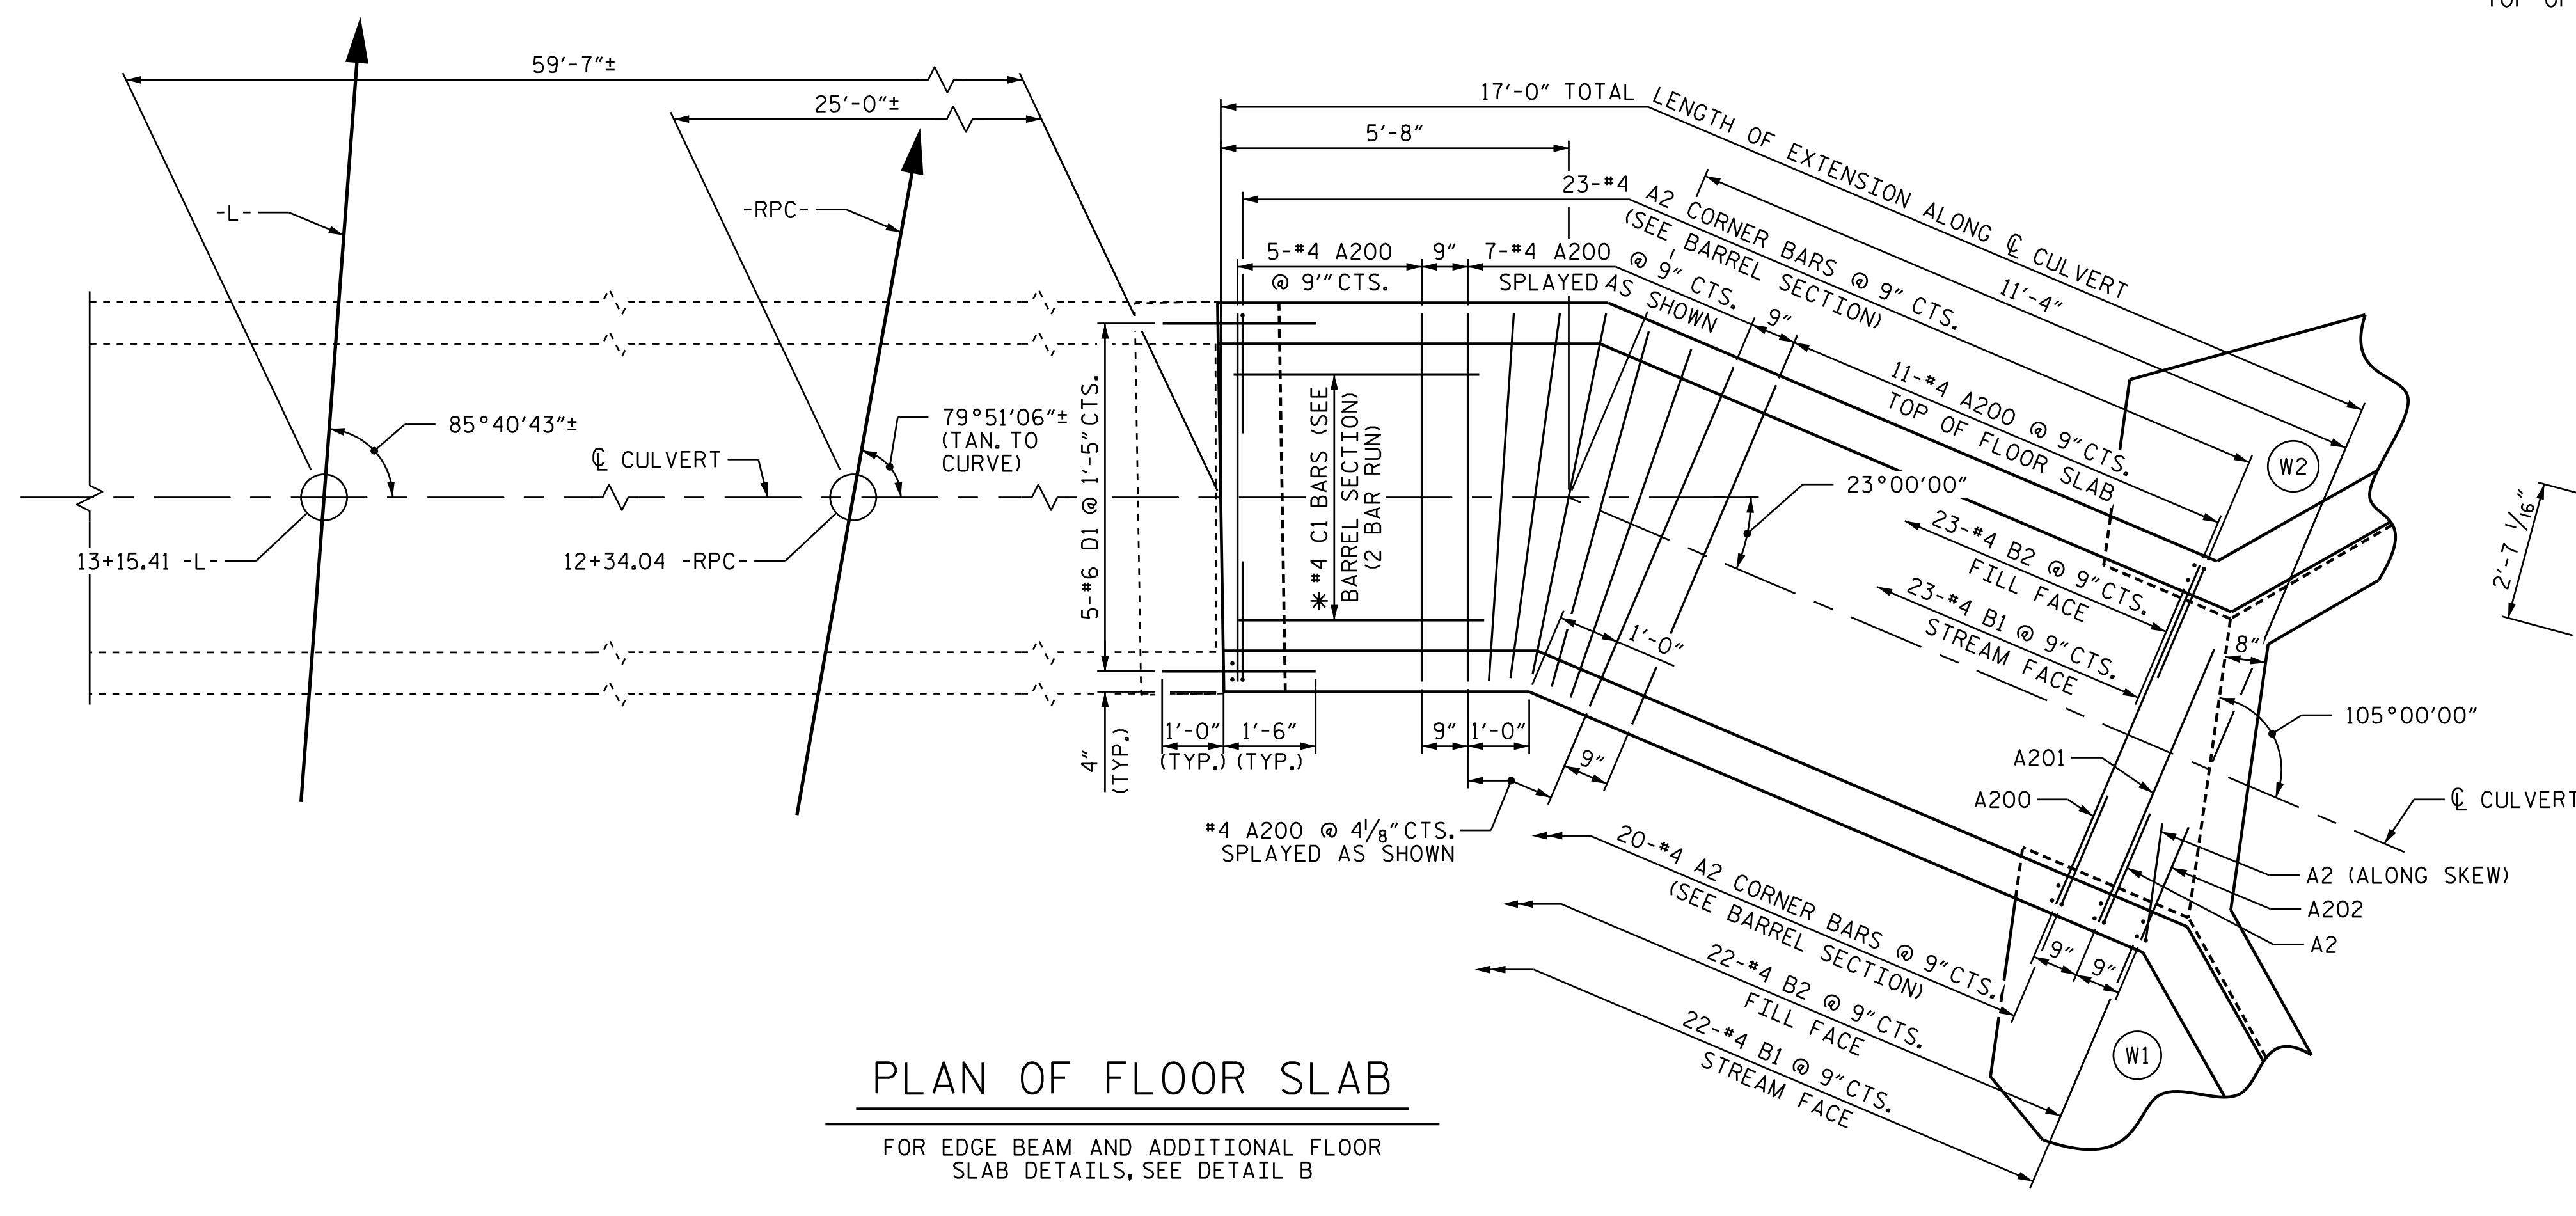 TOP OF
59'-7"±
25'-0"±
17'-0" TOTAL LENGTH OF EXTENSION ALONG ℄ CULVERT
5'-8"
11'-4"
23-#4 A2 CORNER BARS @ 9" CTS.
(SEE BARREL SECTION)
-L-
-RPC-
5-#4 A200
@ 9'" CTS.
9"
7-#4 A200 @ 9" CTS.
SPLAYED AS SHOWN
9"
11-#4 A200 @ 9" CTS.
TOP OF FLOOR SLAB
W2
85°40'43"±
79°51'06"±
(TAN. TO
CURVE)
℄ CULVERT
5-#6 D1 @ 1'-5" CTS.
✳ #4 C1 BARS (SEE
BARREL SECTION)
(2 BAR RUN)
23°00'00"
2'-7 1/16"
23-#4 B2 @ 9" CTS.
FILL FACE
23-#4 B1 @ 9" CTS.
STREAM FACE
13+15.41 -L-
12+34.04 -RPC-
1'-0"
8"
105°00'00"
4"
(TYP.)
1'-0"
(TYP.)
1'-6"
(TYP.)
9"
1'-0"
9"
A201
A200
℄ CULVERT
#4 A200 @ 4⅛" CTS.
SPLAYED AS SHOWN
20-#4 A2 CORNER BARS @ 9" CTS.
(SEE BARREL SECTION)
A2 (ALONG SKEW)
A202
A2
9"
9"
22-#4 B2 @ 9" CTS.
FILL FACE
22-#4 B1 @ 9" CTS.
STREAM FACE
W1
PLAN OF FLOOR SLAB
FOR EDGE BEAM AND ADDITIONAL FLOOR
SLAB DETAILS, SEE DETAIL B